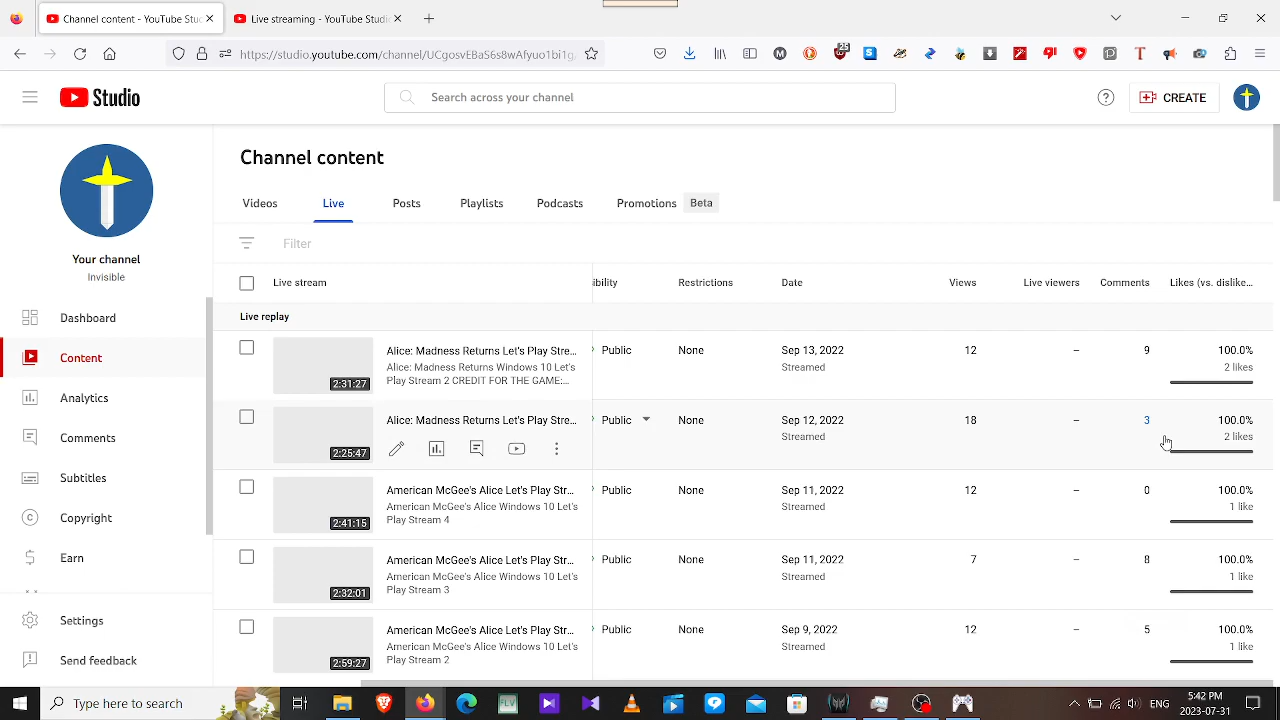 Channel content - YouTube Stud
Live streaming - YouTube Studio
https://studio.youtube.com/channel/UCgosvEBaS6s8wAfyuo1bi1g
25
Studio
Search across your channel
CREATE
Your channel
Invisible
Dashboard
Content
Analytics
Comments
Subtitles
Copyright
Earn
Settings
Send feedback
Channel content
Videos Live Posts Playlists Podcasts Promotions Beta
Filter
Live stream ibility Restrictions Date Views Live viewers Comments Likes (vs. dislike...
Live replay
Alice: Madness Returns Let's Play Stre... Public None Sep 13, 2022 12 – 9 100.0%
Alice: Madness Returns Windows 10 Let's Streamed 2 likes
Play Stream 2 CREDIT FOR THE GAME:...
2:31:27
Alice: Madness Returns Let's Play Stre... Public None Sep 12, 2022 18 – 3 100.0%
Streamed 2 likes
2:25:47
American McGee's Alice Let's Play Str... Public None Sep 11, 2022 12 – 0 100.0%
American McGee's Alice Windows 10 Let's Streamed 1 like
Play Stream 4
2:41:15
American McGee's Alice Let's Play Str... Public None Sep 11, 2022 7 – 8 100.0%
American McGee's Alice Windows 10 Let's Streamed 1 like
Play Stream 3
2:32:01
American McGee's Alice Let's Play Str... Public None Sep 9, 2022 12 – 5 100.0%
American McGee's Alice Windows 10 Let's Streamed 1 like
Play Stream 2
2:59:27
Type here to search
5:42 PM
2023-07-31